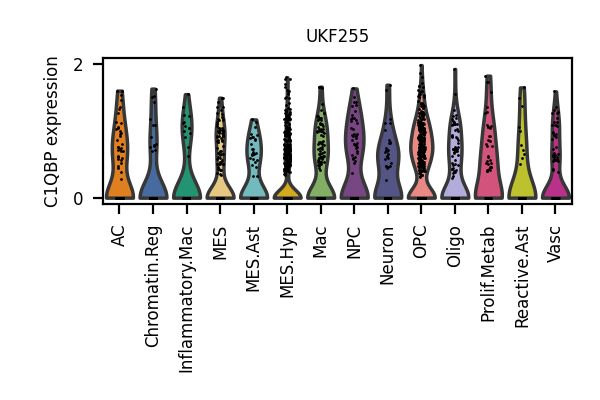 UKF255
C1QBP expression
2
0
AC
Chromatin.Reg
Inflammatory.Mac
MES
MES.Ast
MES.Hyp
Mac
NPC
Neuron
OPC
Oligo
Prolif.Metab
Reactive.Ast
Vasc